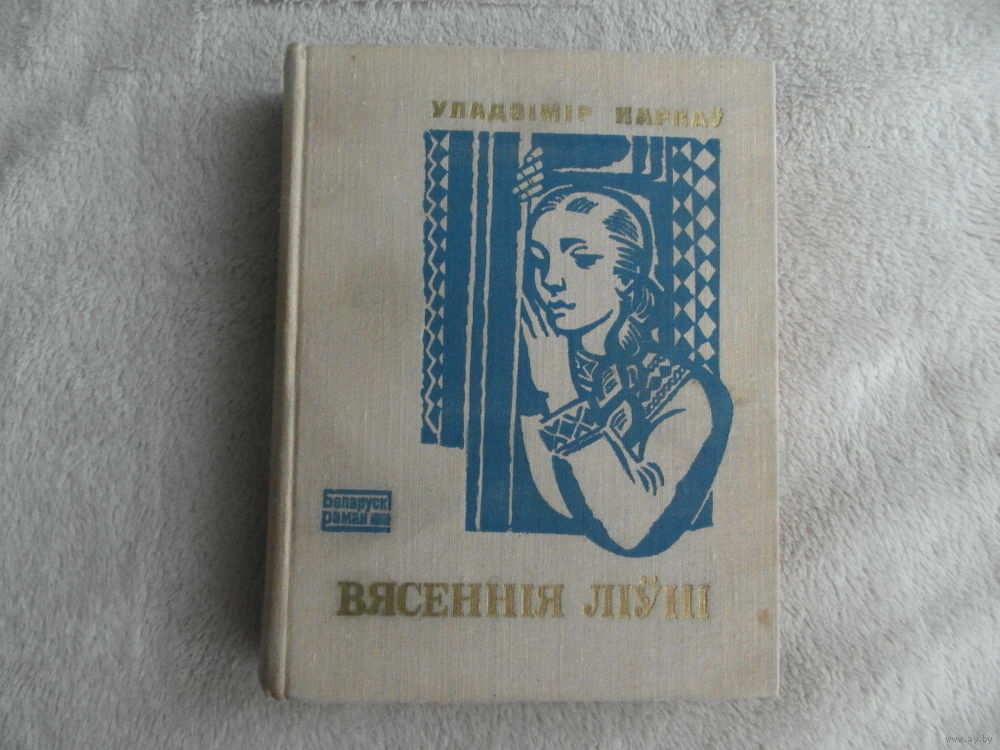 УЛАДЗІМІР КАРПАЎ
Беларускі
раман
ВЯСЕННІЯ ЛІЎНІ
www.ay.by